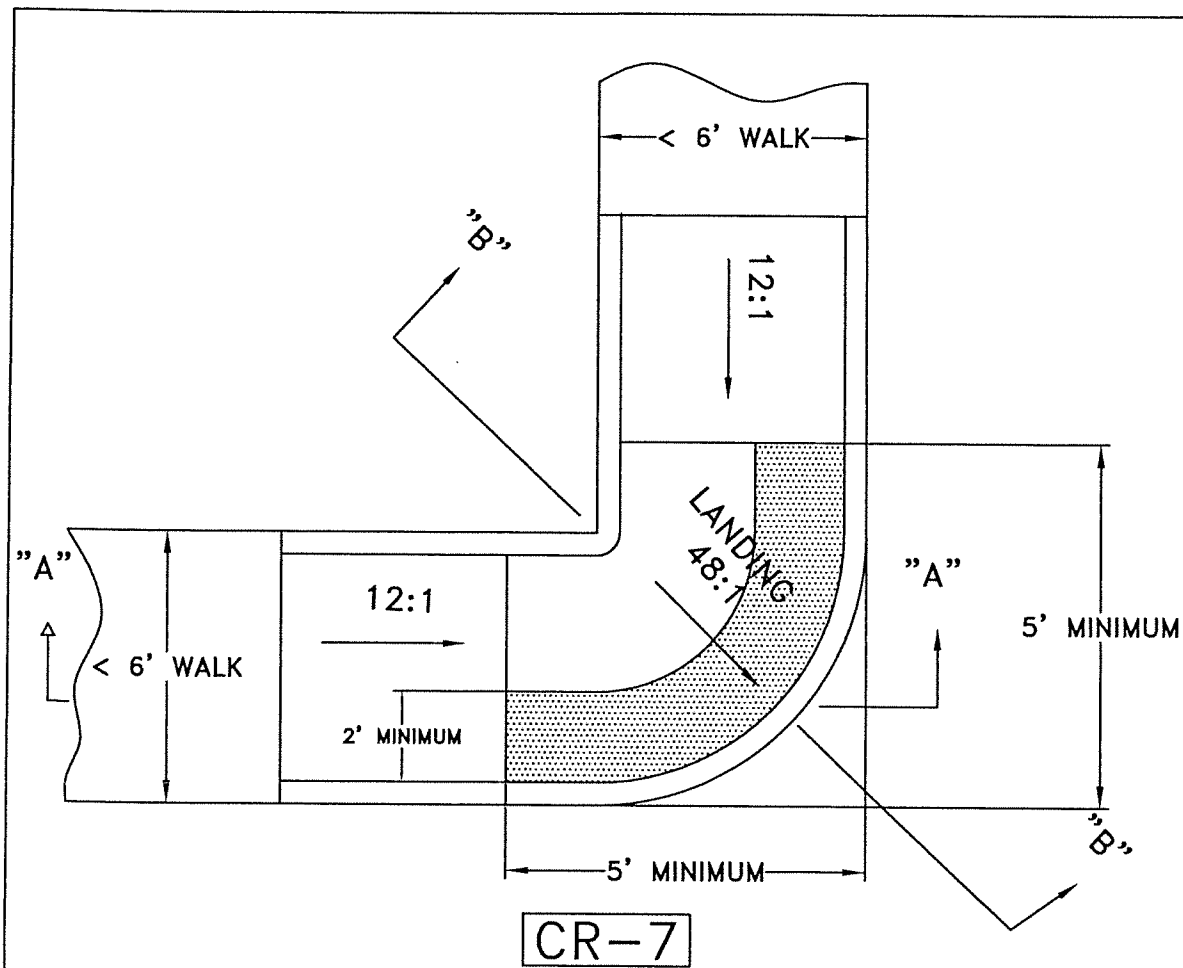 < 6' WALK
"B"
12:1
LANDING
48:1
"A"
"A"
12:1
5' MINIMUM
< 6' WALK
2' MINIMUM
"B"
5' MINIMUM
CR-7